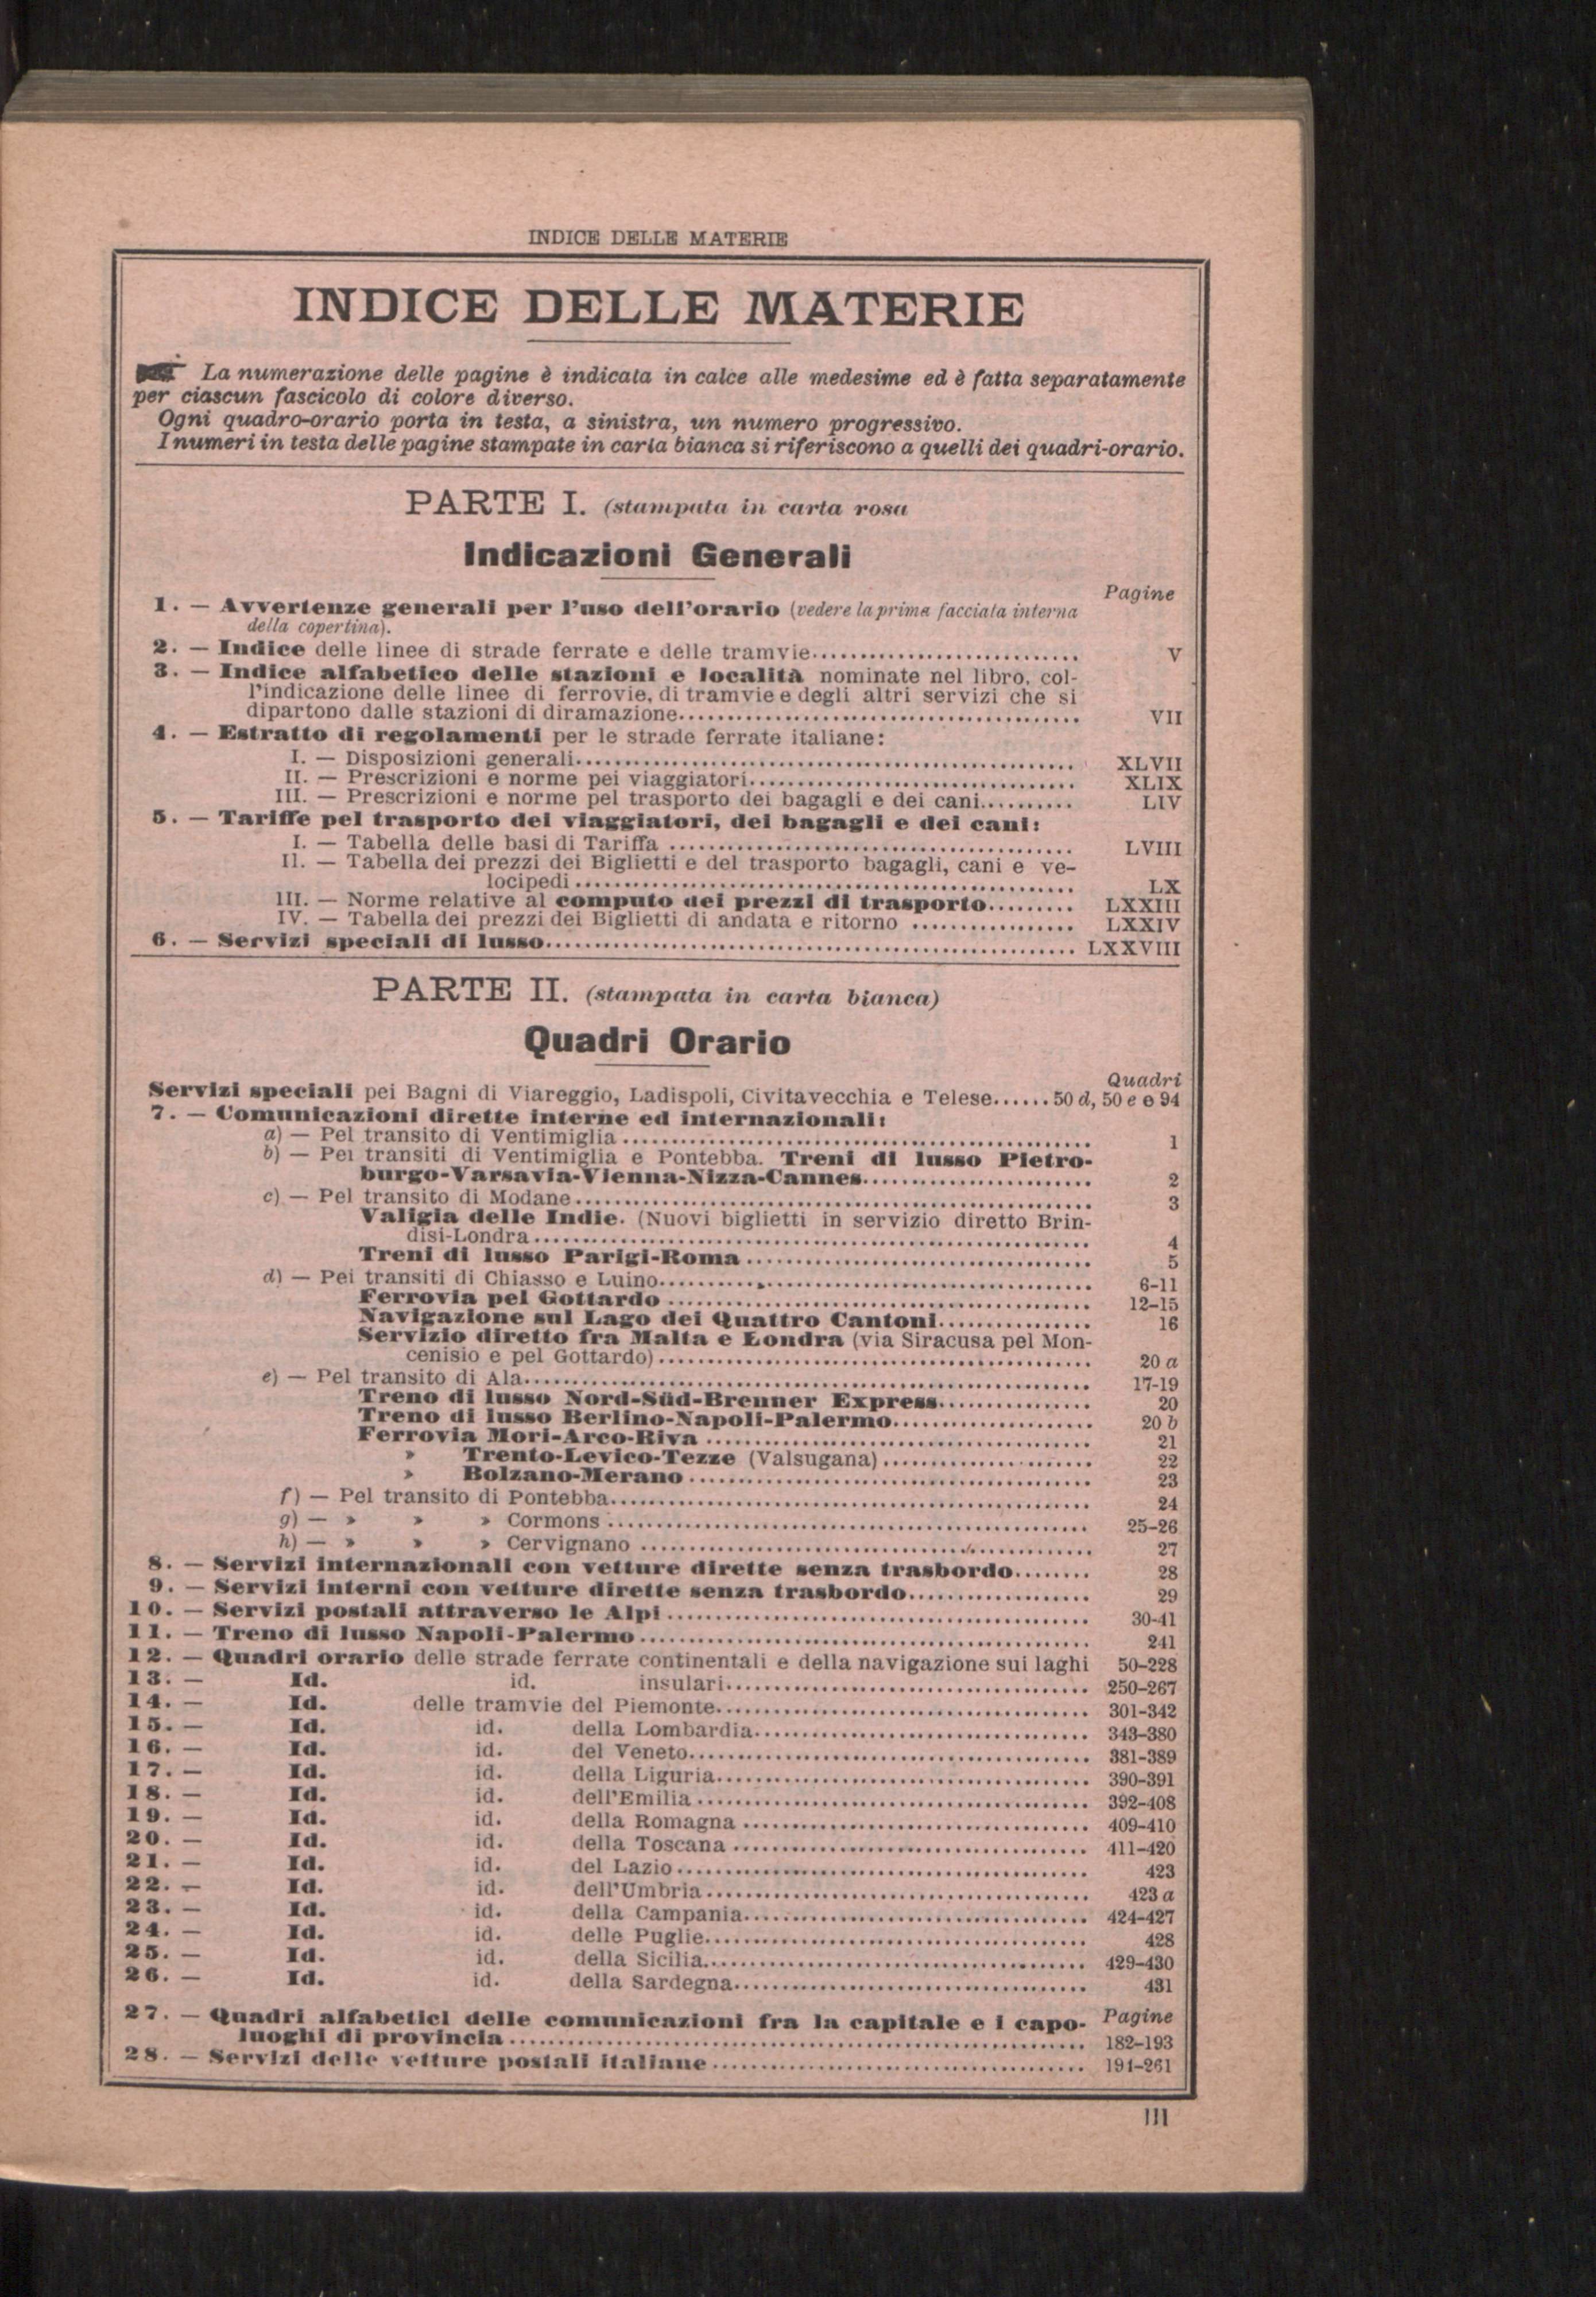 INDICE DELLE MATERIE
INDICE DELLE MATERIE
La numerazione delle pagine è indicata in calce alle medesime ed è fatta separatamente
per ciascun fascicolo di colore diverso.
Ogni quadro-orario porta in testa, a sinistra, un numero progressivo.
I numeri in testa delle pagine stampate in carta bianca si riferiscono a quelli dei quadri-orario.
PARTE I. (stampata in carta rosa
Indicazioni Generali
Pagine
1. — Avvertenze generali per l'uso dell'orario (vedere la prima facciata interna
della copertina).
2. — Indice delle linee di strade ferrate e delle tramvie........................... V
3. — Indice alfabetico delle stazioni e località nominate nel libro, col-
l'indicazione delle linee di ferrovie, di tramvie e degli altri servizi che si
dipartono dalle stazioni di diramazione........................................ VII
4. — Estratto di regolamenti per le strade ferrate italiane:
I. — Disposizioni generali.................................................. XLVII
II. — Prescrizioni e norme pei viaggiatori................................. XLIX
III. — Prescrizioni e norme pel trasporto dei bagagli e dei cani.......... LIV
5. — Tariffe pel trasporto dei viaggiatori, dei bagagli e dei cani:
I. — Tabella delle basi di Tariffa ......................................... LVIII
II. — Tabella dei prezzi dei Biglietti e del trasporto bagagli, cani e ve-
locipedi................................................... LX
III. — Norme relative al computo dei prezzi di trasporto......... LXXIII
IV. — Tabella dei prezzi dei Biglietti di andata e ritorno ................. LXXIV
6. — Servizi speciali di lusso...................................................... LXXVIII
PARTE II. (stampata in carta bianca)
Quadri Orario
Quadri
Servizi speciali pei Bagni di Viareggio, Ladispoli, Civitavecchia e Telese......50 d, 50 e e 94
7. — Comunicazioni dirette interne ed internazionali:
a) — Pel transito di Ventimiglia ................................................ 1
b) — Pei transiti di Ventimiglia e Pontebba. Treni di lusso Pietro-
burgo-Varsavia-Vienna-Nizza-Cannes....................... 2
c) — Pel transito di Modane..................................................... 3
Valigia delle Indie. (Nuovi biglietti in servizio diretto Brin-
disi-Londra......................................................... 4
Treni di lusso Parigi-Roma ................................... 5
d) — Pei transiti di Chiasso e Luino............................................ 6-11
Ferrovia pel Gottardo ........................................... 12-15
Navigazione sul Lago dei Quattro Cantoni................ 16
Servizio diretto fra Malta e Londra (via Siracusa pel Mon-
cenisio e pel Gottardo)............................................ 20 a
e) — Pel transito di Ala.......................................................... 17-19
Treno di lusso Nord-Süd-Brenner Express................ 20
Treno di lusso Berlino-Napoli-Palermo..................... 20 b
Ferrovia Mori-Arco-Riva ....................................... 21
» Trento-Levico-Tezze (Valsugana)...................... 22
» Bolzano-Merano......................................... 23
f) — Pel transito di Pontebba................................................. 24
g) — » » » Cormons ................................................. 25-26
h) — » » » Cervignano .............................................. 27
8. — Servizi internazionali con vetture dirette senza trasbordo........ 28
9. — Servizi interni con vetture dirette senza trasbordo................... 29
10. — Servizi postali attraverso le Alpi........................................... 30-41
11. — Treno di lusso Napoli-Palermo.............................................. 241
12. — Quadri orario delle strade ferrate continentali e della navigazione sui laghi 50-228
13. — Id. id. insulari..................................... 250-267
14. — Id. delle tramvie del Piemonte...................................... 301-342
15. — Id. id. della Lombardia.................................. 343-380
16. — Id. id. del Veneto......................................... 381-389
17. — Id. id. della Liguria...................................... 390-391
18. — Id. id. dell'Emilia ........................................ 392-408
19. — Id. id. della Romagna ................................... 409-410
20. — Id. id. della Toscana .................................... 411-420
21. — Id. id. del Lazio.......................................... 423
22. — Id. id. dell'Umbria....................................... 423 a
23. — Id. id. della Campania................................... 424-427
24. — Id. id. delle Puglie....................................... 428
25. — Id. id. della Sicilia....................................... 429-430
26. — Id. id. della Sardegna.................................... 431
Pagine
27. — Quadri alfabetici delle comunicazioni fra la capitale e i capo-
luoghi di provincia .......................................................... 182-193
28. — Servizi delle vetture postali italiane...................................... 194-261
III